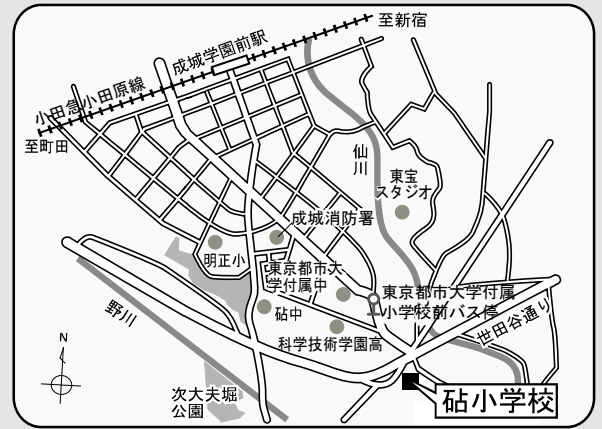 至新宿
成城学園前駅
小田急小田原線
至町田
仙川
東宝
スタジオ
成城消防署
明正小
東京都市大
学付属中
砧中
東京都市大学付属
小学校前バス停
科学技術学園高
世田谷通り
野川
N
次大夫堀
公園
砧小学校